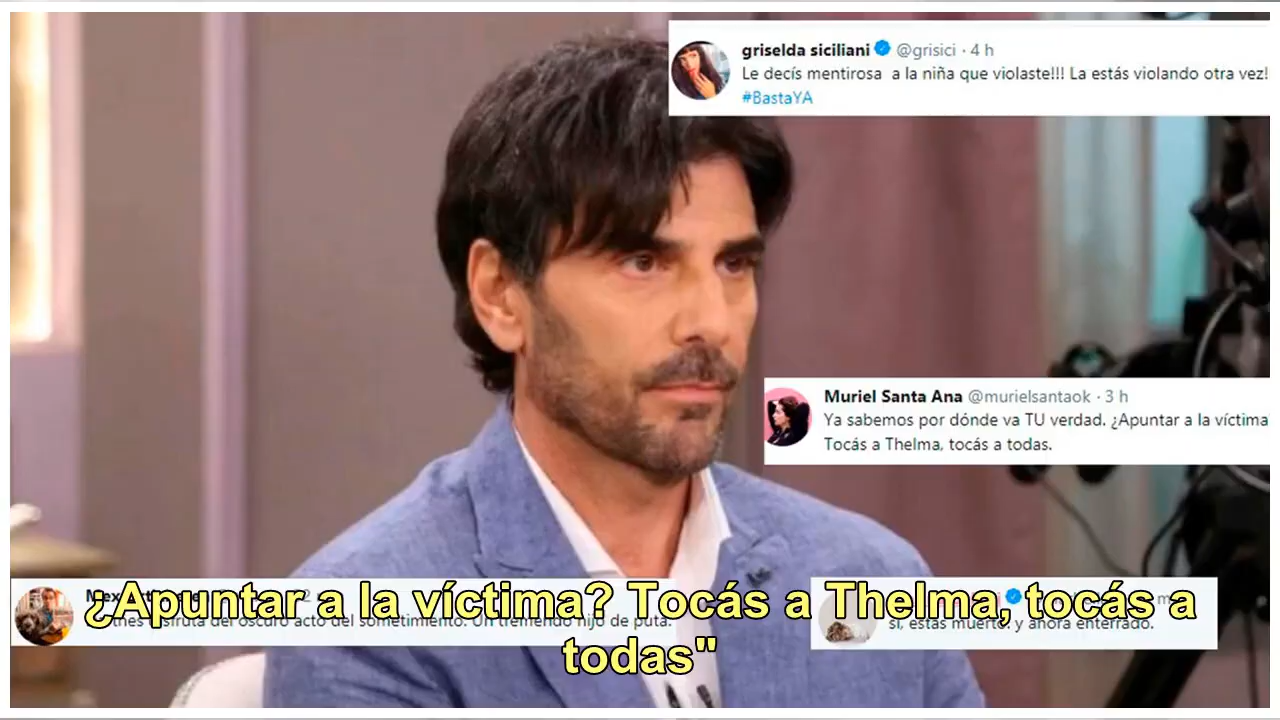 griselda siciliani @grisici · 4 h
Le decís mentirosa a la niña que violaste!!! La estás violando otra vez!
#BastaYA
Muriel Santa Ana @murielsantaok · 3 h
Ya sabemos por dónde va TU verdad. ¿Apuntar a la víctima
Tocás a Thelma, tocás a todas.
disfruta del oscuro acto del sometimiento. Un tremendo hijo de puta.
si, estás muerto. y ahora enterrado.
¿Apuntar a la víctima? Tocás a Thelma, tocás a
todas"